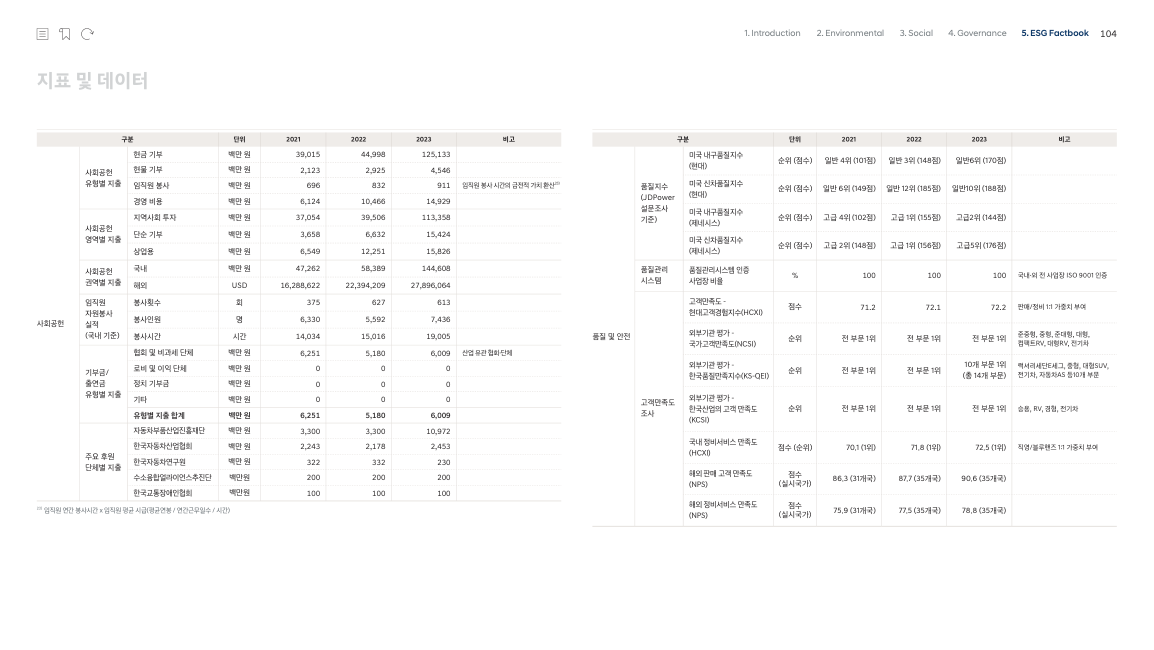 1. Introduction 2. Environmental 3. Social 4. Governance 5. ESG Factbook 104
지표 및 데이터
구분 단위 2021 2022 2023 비고
사회공헌
사회공헌
유형별 지출
현금 기부 백만 원 39,015 44,998 125,133
현물 기부 백만 원 2,123 2,925 4,546
임직원 봉사 백만 원 696 832 911 임직원 봉사 시간의 금전적 가치 환산²⁵⁾
경영 비용 백만 원 6,124 10,466 14,929
사회공헌
영역별 지출
지역사회 투자 백만 원 37,054 39,506 113,358
단순 기부 백만 원 3,658 6,632 15,424
상업용 백만 원 6,549 12,251 15,826
사회공헌
권역별 지출
국내 백만 원 47,262 58,389 144,608
해외 USD 16,288,622 22,394,209 27,896,064
임직원
자원봉사
실적
(국내 기준)
봉사횟수 회 375 627 613
봉사인원 명 6,330 5,592 7,436
봉사시간 시간 14,034 15,016 19,005
기부금/
출연금
유형별 지출
협회 및 비과세 단체 백만 원 6,251 5,180 6,009 산업 유관 협회·단체
로비 및 이익 단체 백만 원 0 0 0
정치 기부금 백만 원 0 0 0
기타 백만 원 0 0 0
유형별 지출 합계 백만 원 6,251 5,180 6,009
주요 후원
단체별 지출
자동차부품산업진흥재단 백만 원 3,300 3,300 10,972
한국자동차산업협회 백만 원 2,243 2,178 2,453
한국자동차연구원 백만 원 322 332 230
수소융합얼라이언스추진단 백만원 200 200 200
한국교통장애인협회 백만원 100 100 100
임직원 연간 봉사시간 x 임직원 평균 시급(평균연봉 / 연간근무일수 / 시간)
구분 단위 2021 2022 2023 비고
품질 및 안전
품질지수
(JDPower
설문조사
기준)
미국 내구품질지수
(현대)
순위 (점수) 일반 4위 (101점) 일반 3위 (148점) 일반6위 (170점)
미국 신차품질지수
(현대)
순위 (점수) 일반 6위 (149점) 일반 12위 (185점) 일반10위 (188점)
미국 내구품질지수
(제네시스)
순위 (점수) 고급 4위 (102점) 고급 1위 (155점) 고급2위 (144점)
미국 신차품질지수
(제네시스)
순위 (점수) 고급 2위 (148점) 고급 1위 (156점) 고급5위 (176점)
품질관리
시스템
품질관리시스템 인증
사업장 비율
% 100 100 100 국내·외 전 사업장 ISO 9001 인증
고객만족도
조사
고객만족도 -
현대고객경험지수(HCXI)
점수 71.2 72.1 72.2 판매/정비 1:1 가중치 부여
외부기관 평가 -
국가고객만족도(NCSI)
순위 전 부문 1위 전 부문 1위 전 부문 1위
준중형, 중형, 준대형, 대형,
컴팩트RV, 대형RV, 전기차
외부기관 평가 -
한국품질만족지수(KS-QEI)
순위 전 부문 1위 전 부문 1위
10개 부문 1위
(총 14개 부문)
럭셔리세단E세그, 중형, 대형SUV,
전기차, 자동차AS 등10개 부문
외부기관 평가 -
한국산업의 고객 만족도
(KCSI)
순위 전 부문 1위 전 부문 1위 전 부문 1위 승용, RV, 경형, 전기차
국내 정비서비스 만족도
(HCXI)
점수 (순위) 70,1 (1위) 71,8 (1위) 72,5 (1위) 직영/블루핸즈 1:1 가중치 부여
해외 판매 고객 만족도
(NPS)
점수
(실시국가)
86,3 (31개국) 87,7 (35개국) 90,6 (35개국)
해외 정비서비스 만족도
(NPS)
점수
(실시국가)
75,9 (31개국) 77,5 (35개국) 78,8 (35개국)